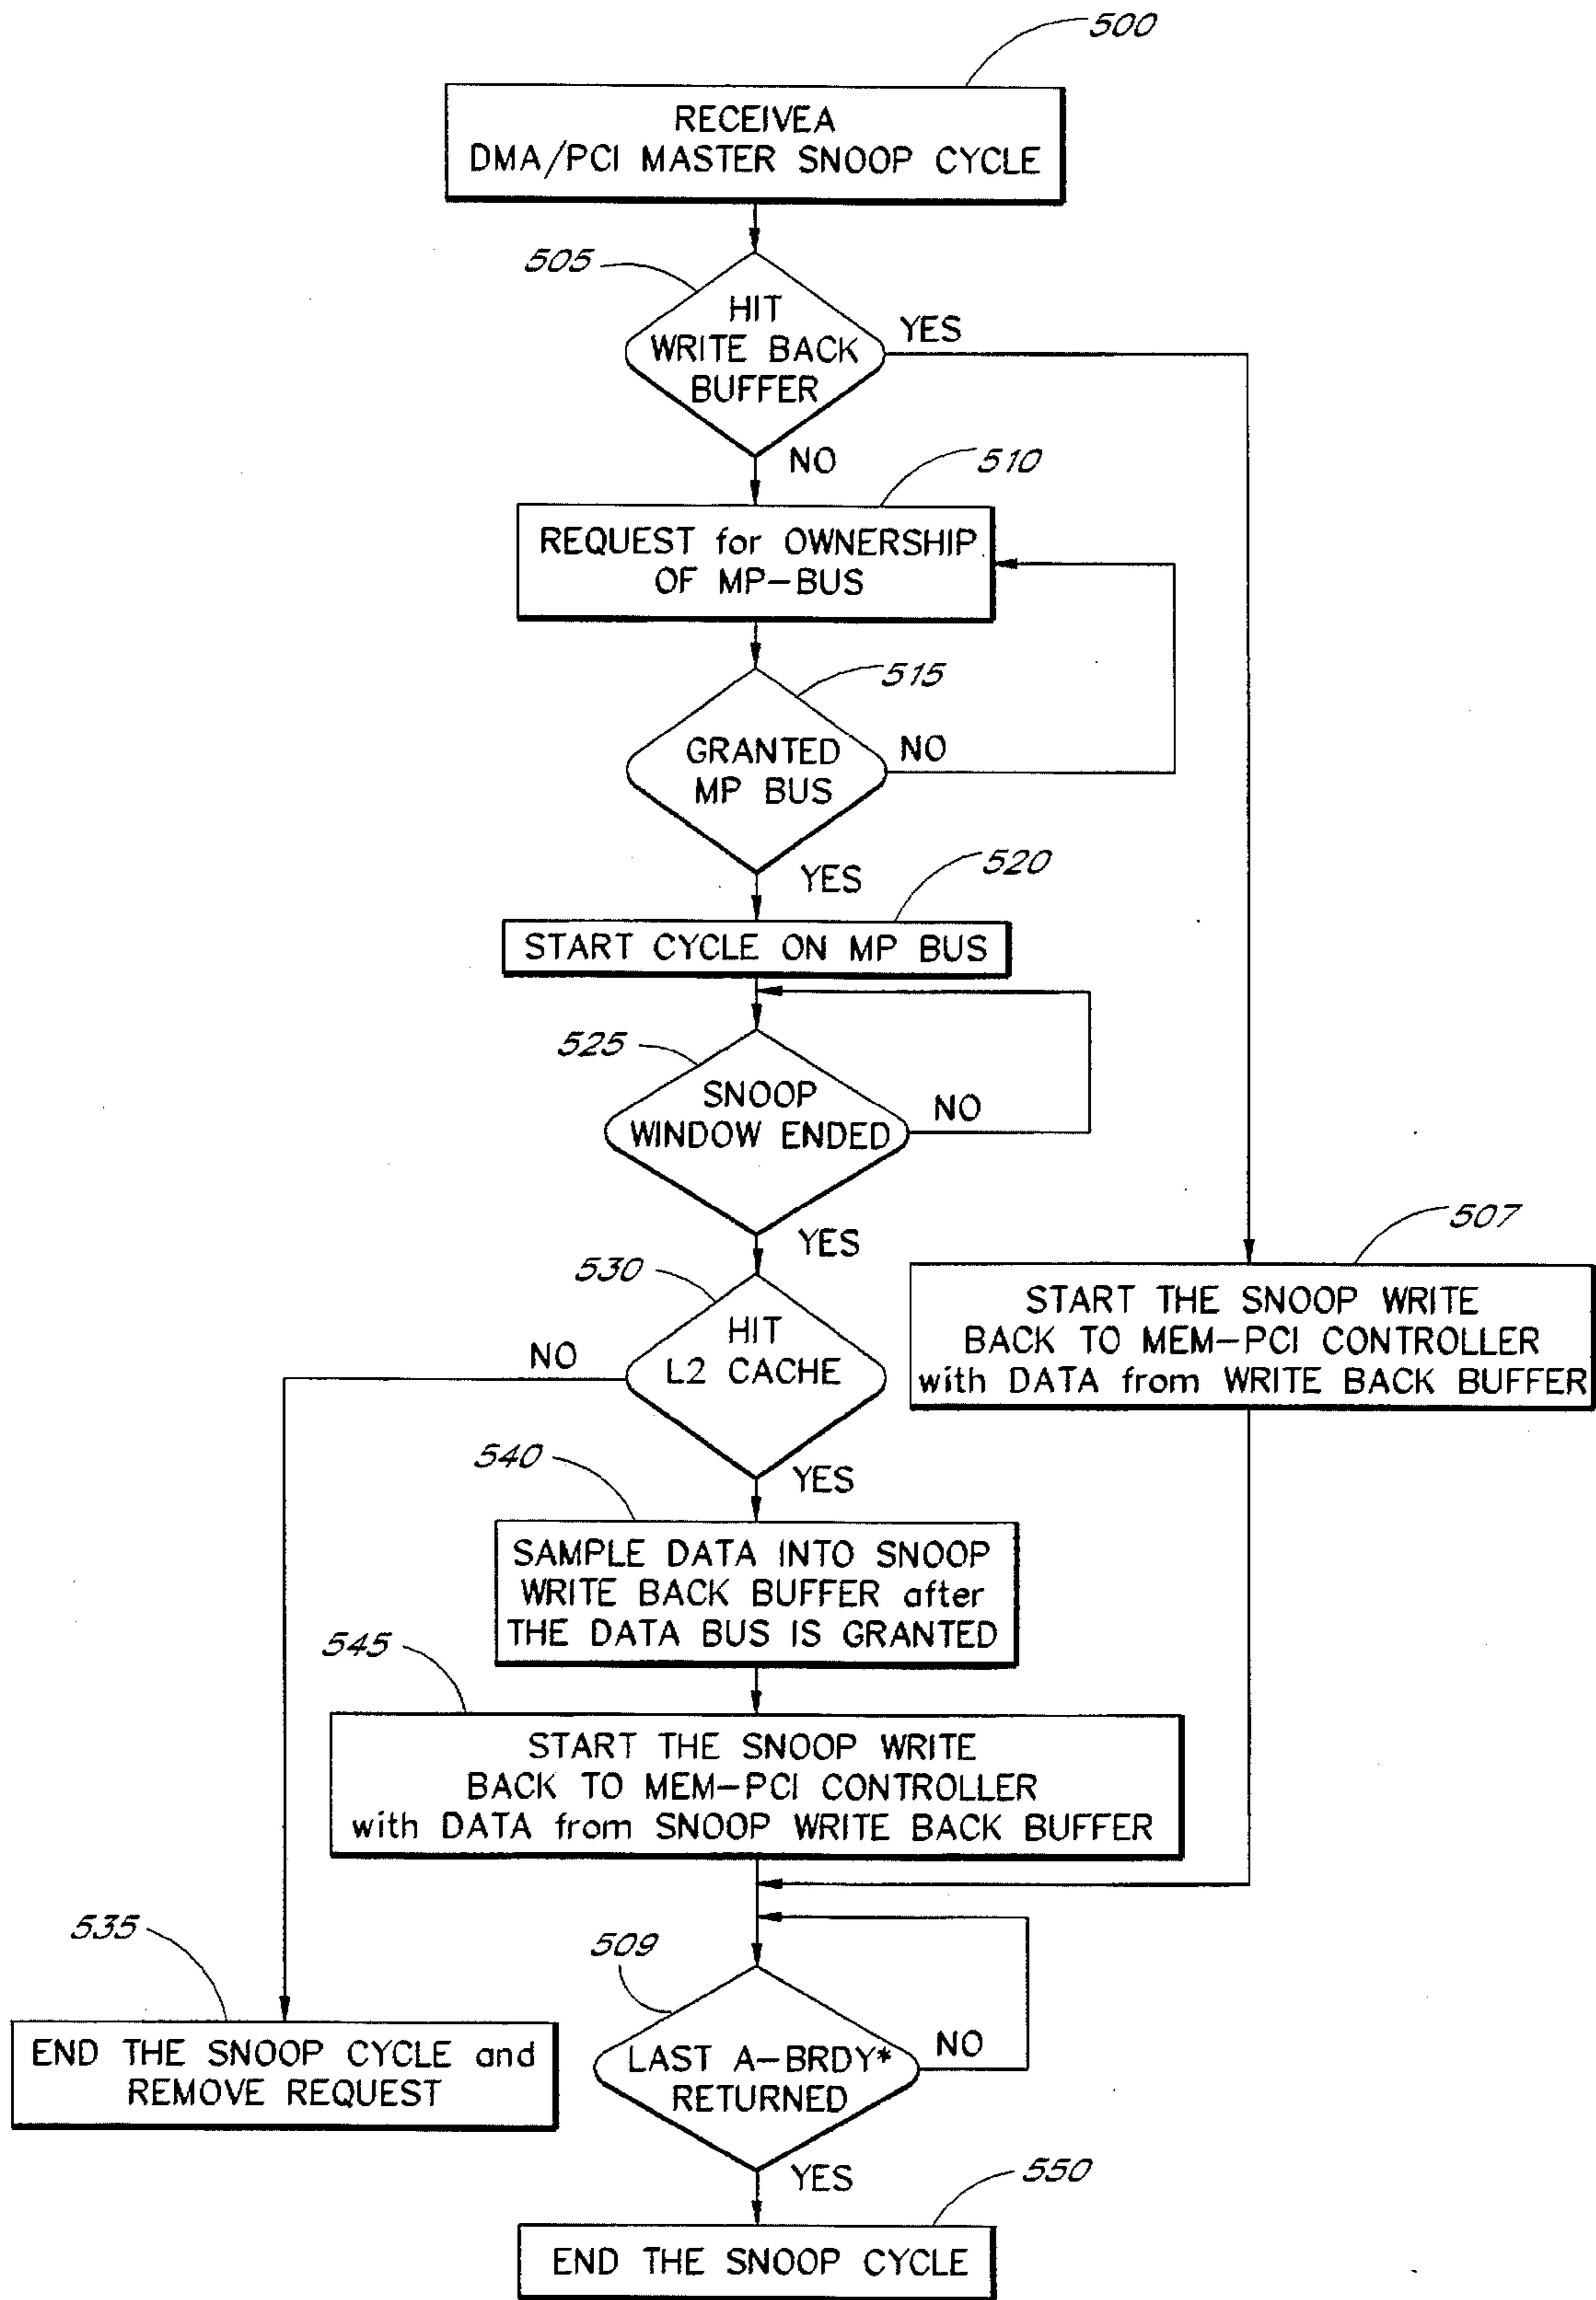 500
RECEIVEA
DMA/PCI MASTER SNOOP CYCLE
505
HIT
WRITE BACK
BUFFER
YES
NO
510
REQUEST for OWNERSHIP
OF MP-BUS
515
GRANTED
MP BUS
NO
YES
520
START CYCLE ON MP BUS
525
SNOOP
WINDOW ENDED
NO
YES
507
START THE SNOOP WRITE
BACK TO MEM-PCI CONTROLLER
with DATA from WRITE BACK BUFFER
530
HIT
L2 CACHE
NO
YES
540
SAMPLE DATA INTO SNOOP
WRITE BACK BUFFER after
THE DATA BUS IS GRANTED
545
START THE SNOOP WRITE
BACK TO MEM-PCI CONTROLLER
with DATA from SNOOP WRITE BACK BUFFER
535
END THE SNOOP CYCLE and
REMOVE REQUEST
509
LAST A-BRDY*
RETURNED
NO
YES
550
END THE SNOOP CYCLE